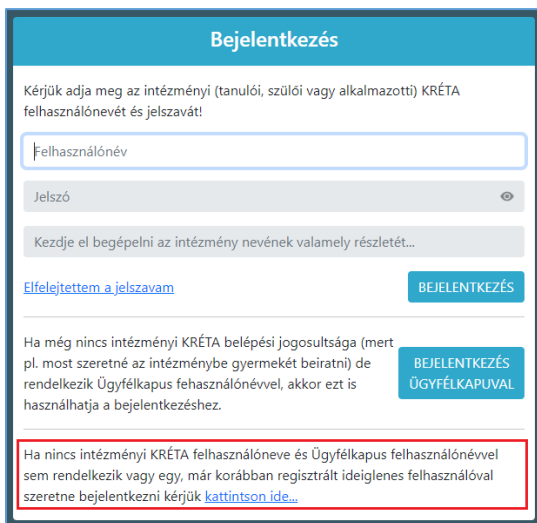 Bejelentkezés
Kérjük adja meg az intézményi (tanulói, szülői vagy alkalmazotti) KRÉTA
felhasználónevét és jelszavát!
Felhasználónév
Jelszó
Kezdje el begépelni az intézmény nevének valamely részletét...
Elfelejtettem a jelszavam
BEJELENTKEZÉS
Ha még nincs intézményi KRÉTA belépési jogosultsága (mert
pl. most szeretné az intézménybe gyermekét beiratni) de
rendelkezik Ügyfélkapus fehasználónévvel, akkor ezt is
használhatja a bejelentkezéshez.
BEJELENTKEZÉS
ÜGYFÉLKAPUVAL
Ha nincs intézményi KRÉTA felhasználóneve és Ügyfélkapus felhasználónévvel
sem rendelkezik vagy egy, már korábban regisztrált ideiglenes felhasználóval
szeretne bejelentkezni kérjük kattintson ide...